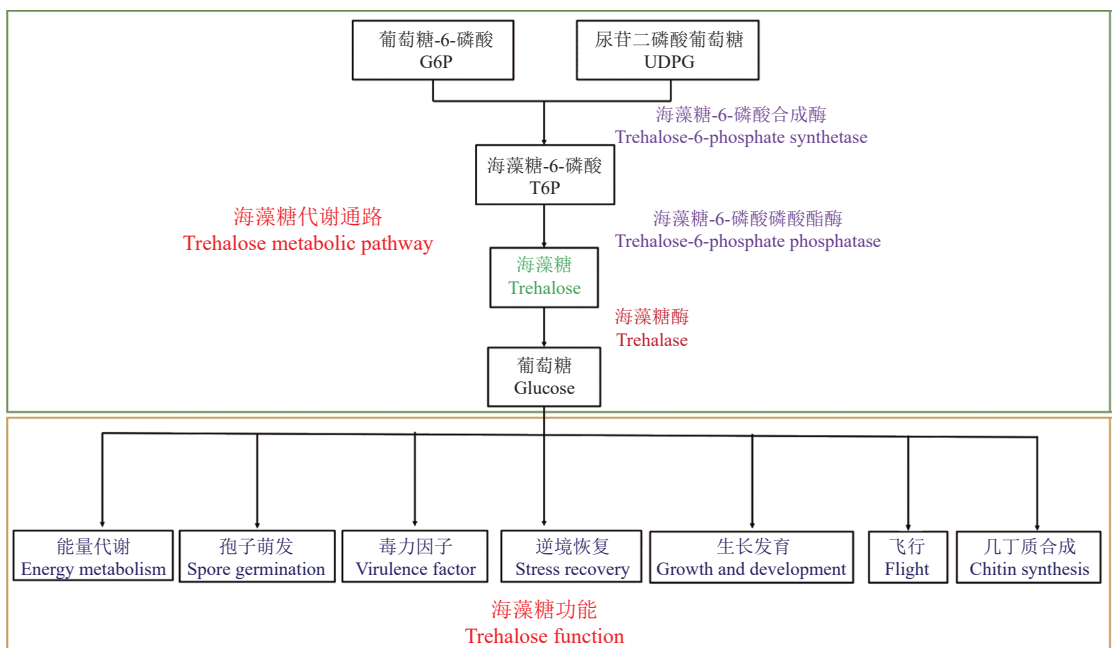 葡萄糖-6-磷酸
G6P
尿苷二磷酸葡萄糖
UDPG
海藻糖-6-磷酸合成酶
Trehalose-6-phosphate synthetase
海藻糖-6-磷酸
T6P
海藻糖代谢通路
Trehalose metabolic pathway
海藻糖-6-磷酸磷酸酯酶
Trehalose-6-phosphate phosphatase
海藻糖
Trehalose
海藻糖酶
Trehalase
葡萄糖
Glucose
能量代谢
Energy metabolism
孢子萌发
Spore germination
毒力因子
Virulence factor
逆境恢复
Stress recovery
生长发育
Growth and development
飞行
Flight
几丁质合成
Chitin synthesis
海藻糖功能
Trehalose function